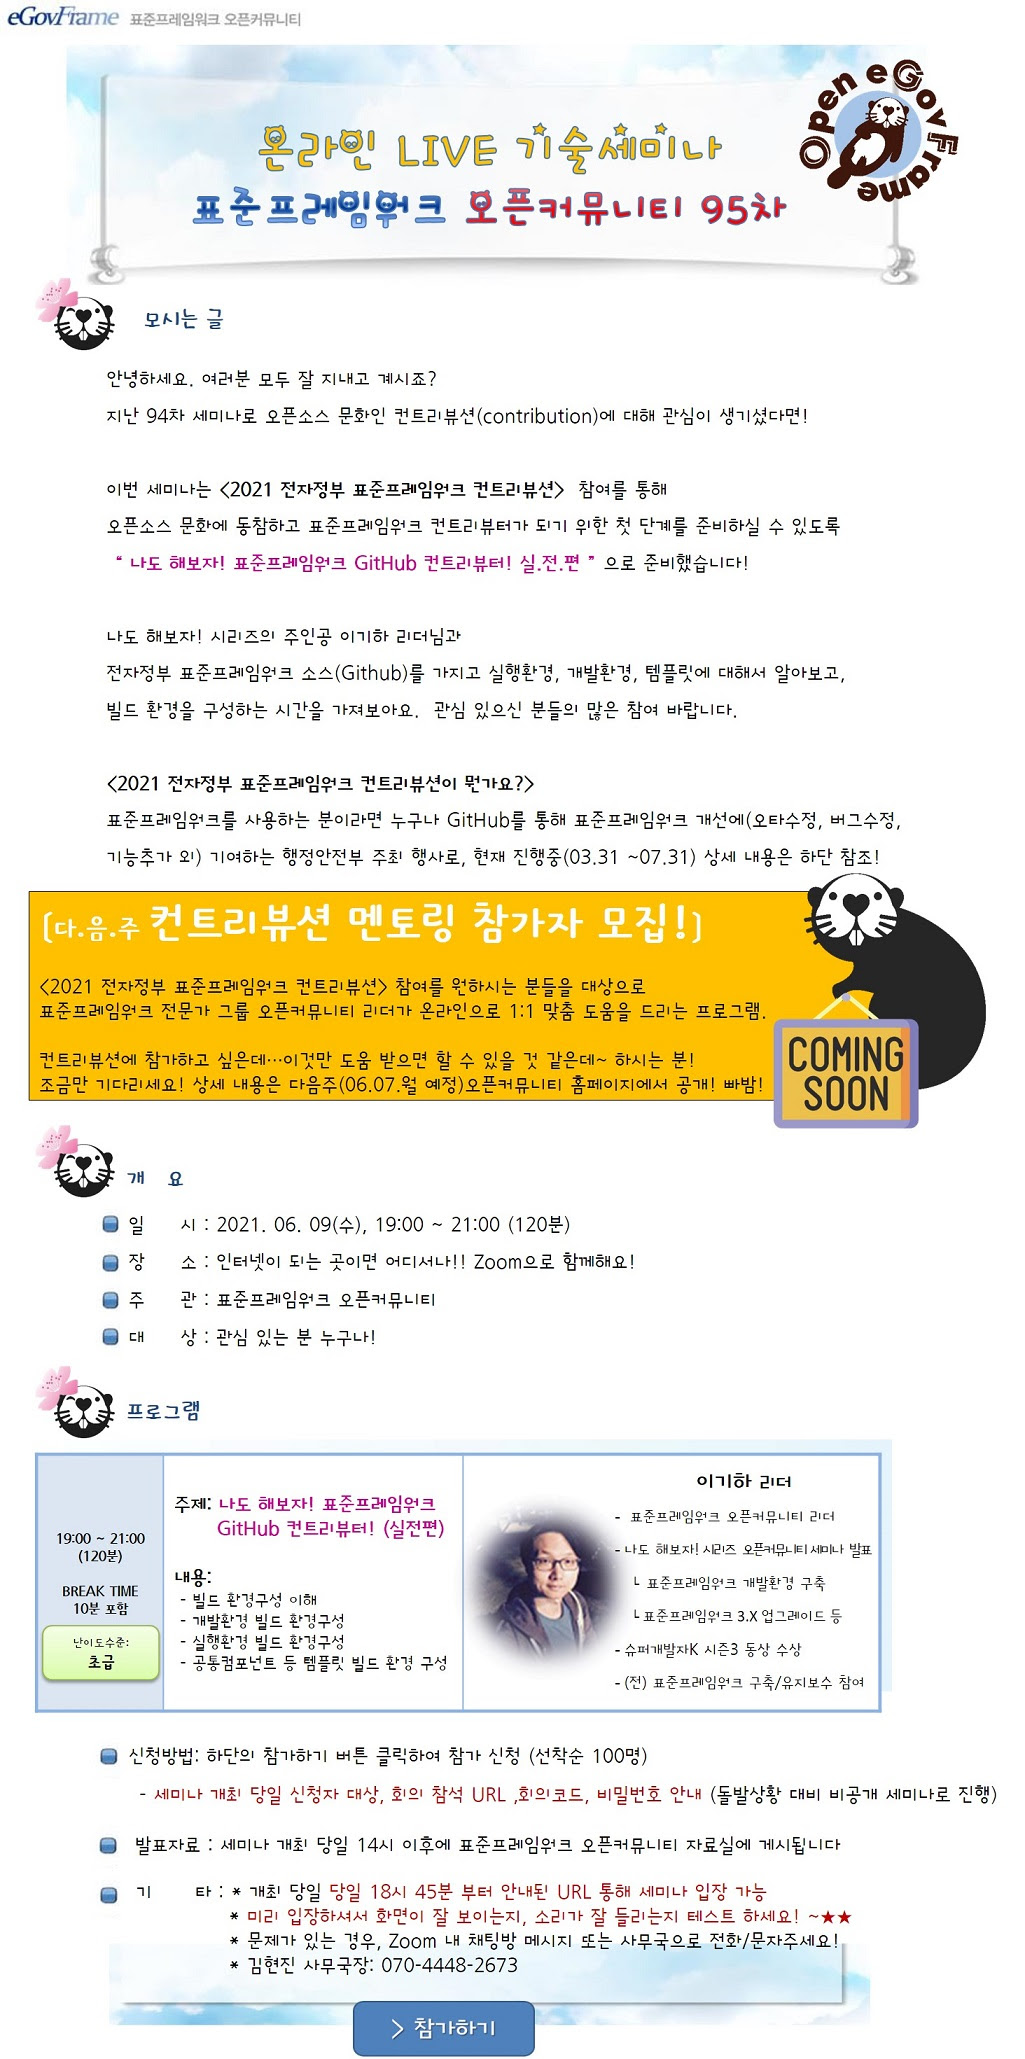 eGovFrame 표준프레임워크 오픈커뮤니티
Open eGovFrame
온라인 LIVE 기술세미나
표준프레임워크 오픈커뮤니티 95차
모시는 글
안녕하세요. 여러분 모두 잘 지내고 계시죠?
지난 94차 세미나로 오픈소스 문화인 컨트리뷰션(contribution)에 대해 관심이 생기셨다면!
이번 세미나는 <2021 전자정부 표준프레임워크 컨트리뷰션> 참여를 통해
오픈소스 문화에 동참하고 표준프레임워크 컨트리뷰터가 되기 위한 첫 단계를 준비하실 수 있도록
“ 나도 해보자! 표준프레임워크 GitHub 컨트리뷰터! 실.전.편 ” 으로 준비했습니다!
나도 해보자! 시리즈의 주인공 이기하 리더님과
전자정부 표준프레임워크 소스(Github)를 가지고 실행환경, 개발환경, 템플릿에 대해서 알아보고,
빌드 환경을 구성하는 시간을 가져보아요. 관심 있으신 분들의 많은 참여 바랍니다.
<2021 전자정부 표준프레임워크 컨트리뷰션이 뭔가요?>
표준프레임워크를 사용하는 분이라면 누구나 GitHub를 통해 표준프레임워크 개선에(오타수정, 버그수정,
기능추가 외) 기여하는 행정안전부 주최 행사로, 현재 진행중(03.31 ~07.31) 상세 내용은 하단 참조!
[다.음.주 컨트리뷰션 멘토링 참가자 모집!]
<2021 전자정부 표준프레임워크 컨트리뷰션> 참여를 원하시는 분들을 대상으로
표준프레임워크 전문가 그룹 오픈커뮤니티 리더가 온라인으로 1:1 맞춤 도움을 드리는 프로그램.
컨트리뷰션에 참가하고 싶은데…이것만 도움 받으면 할 수 있을 것 같은데~ 하시는 분!
조금만 기다리세요! 상세 내용은 다음주(06.07.월 예정)오픈커뮤니티 홈페이지에서 공개! 빠밤!
COMING
SOON
개 요
일 시 : 2021. 06. 09(수), 19:00 ~ 21:00 (120분)
장 소 : 인터넷이 되는 곳이면 어디서나!! Zoom으로 함께해요!
주 관 : 표준프레임워크 오픈커뮤니티
대 상 : 관심 있는 분 누구나!
프로그램
19:00 ~ 21:00
(120분)
BREAK TIME
10분 포함
난이도수준:
초급
주제: 나도 해보자! 표준프레임워크
GitHub 컨트리뷰터! (실전편)
내용:
- 빌드 환경구성 이해
- 개발환경 빌드 환경구성
- 실행환경 빌드 환경구성
- 공통컴포넌트 등 템플릿 빌드 환경 구성
이기하 리더
- 표준프레임워크 오픈커뮤니티 리더
- 나도 해보자! 시리즈 오픈커뮤니티 세미나 발표
└ 표준프레임워크 개발환경 구축
└ 표준프레임워크 3.X 업그레이드 등
- 슈퍼개발자K 시즌3 동상 수상
- (전) 표준프레임워크 구축/유지보수 참여
신청방법: 하단의 참가하기 버튼 클릭하여 참가 신청 (선착순 100명)
- 세미나 개최 당일 신청자 대상, 회의 참석 URL ,회의코드, 비밀번호 안내 (돌발상황 대비 비공개 세미나로 진행)
발표자료 : 세미나 개최 당일 14시 이후에 표준프레임워크 오픈커뮤니티 자료실에 게시됩니다
기 타 : * 개최 당일 당일 18시 45분 부터 안내된 URL 통해 세미나 입장 가능
* 미리 입장하셔서 화면이 잘 보이는지, 소리가 잘 들리는지 테스트 하세요! ~★★
* 문제가 있는 경우, Zoom 내 채팅방 메시지 또는 사무국으로 전화/문자주세요!
* 김현진 사무국장: 070-4448-2673
> 참가하기